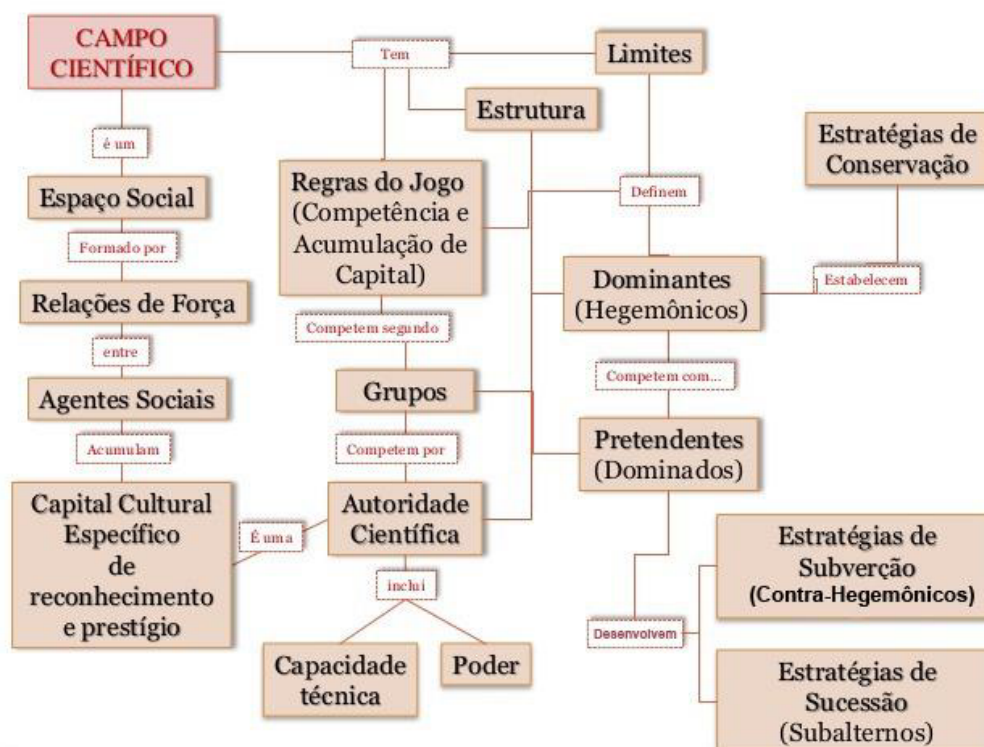 CAMPO
CIENTÍFICO
Tem
Limites
Estrutura
Estratégias de
Conservação
é um
Espaço Social
Regras do Jogo
(Competência e
Acumulação de
Capital)
Definem
Formado por
Relações de Força
Dominantes
(Hegemônicos)
Estabelecem
Competem segundo
entre
Competem com...
Agentes Sociais
Grupos
Acumulam
Competem por
Pretendentes
(Dominados)
Capital Cultural
Específico
de
reconhecimento
e prestígio
É uma
Autoridade
Científica
inclui
Capacidade
técnica
Poder
Desenvolvem
Estratégias de
Subverção
(Contra-Hegemônicos)
Estratégias de
Sucessão
(Subalternos)